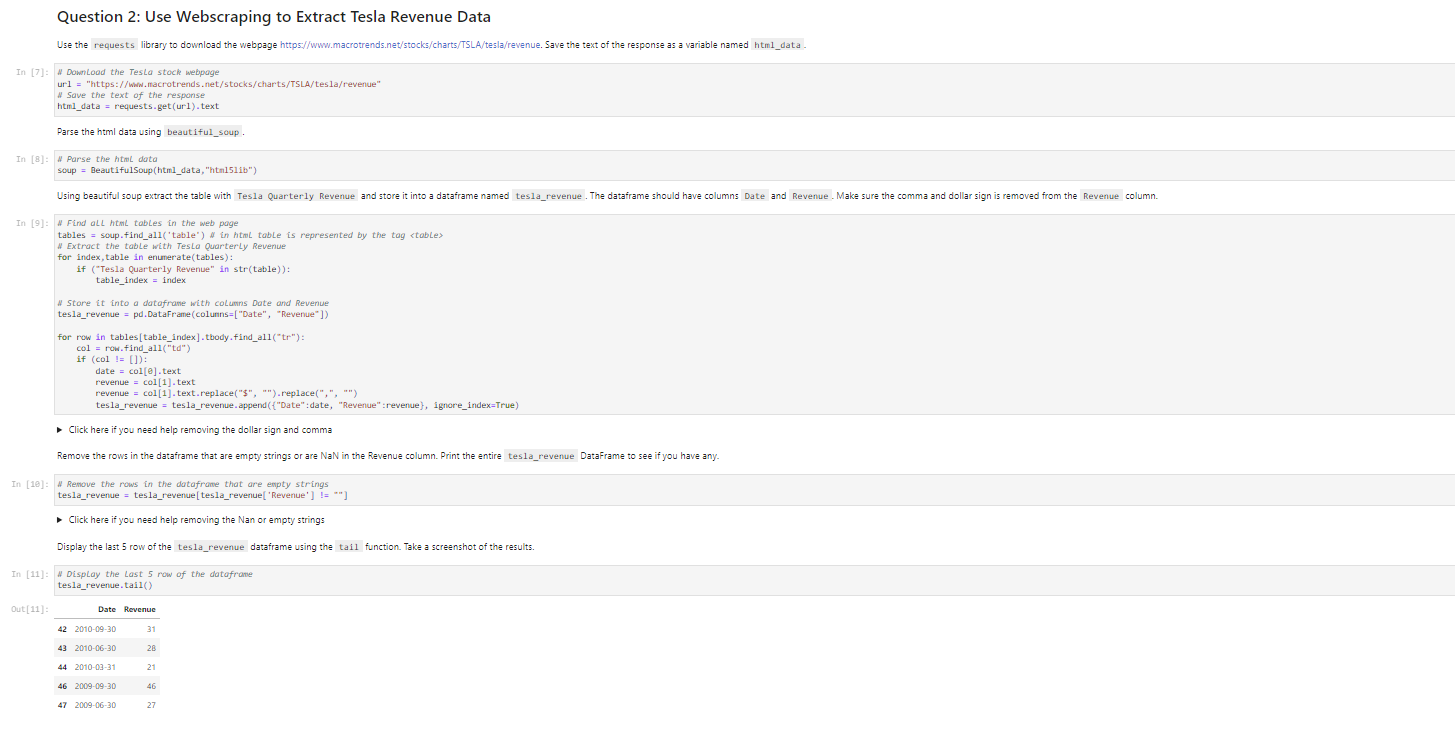 Question 2: Use Webscraping to Extract Tesla Revenue Data
Use the requests library to download the webpage https://www.macrotrends.net/stocks/charts/TSLA/tesla/revenue. Save the text of the response as a variable named html_data.
In [7]: # Download the Tesla stock webpage
url = "https://www.macrotrends.net/stocks/charts/TSLA/tesla/revenue"
# Save the text of the response
html_data = requests.get(url).text
Parse the html data using beautiful_soup.
In [8]: # Parse the html data
soup = BeautifulSoup(html_data,"html5lib")
Using beautiful soup extract the table with Tesla Quarterly Revenue and store it into a dataframe named tesla_revenue. The dataframe should have columns Date and Revenue. Make sure the comma and dollar sign is removed from the Revenue column.
In [9]: # Find all html tables in the web page
tables = soup.find_all('table') # in html table is represented by the tag <table>
# Extract the table with Tesla Quarterly Revenue
for index,table in enumerate(tables):
    if ("Tesla Quarterly Revenue" in str(table)):
        table_index = index
# Store it into a dataframe with columns Date and Revenue
tesla_revenue = pd.DataFrame(columns=["Date", "Revenue"])
for row in tables[table_index].tbody.find_all("tr"):
    col = row.find_all("td")
    if (col != []):
        date = col[0].text
        revenue = col[1].text
        revenue = col[1].text.replace("$", "").replace(",", "")
        tesla_revenue = tesla_revenue.append({"Date":date, "Revenue":revenue}, ignore_index=True)
▶ Click here if you need help removing the dollar sign and comma
Remove the rows in the dataframe that are empty strings or are NaN in the Revenue column. Print the entire tesla_revenue DataFrame to see if you have any.
In [10]: # Remove the rows in the dataframe that are empty strings
tesla_revenue = tesla_revenue[tesla_revenue['Revenue'] != ""]
▶ Click here if you need help removing the Nan or empty strings
Display the last 5 row of the tesla_revenue dataframe using the tail function. Take a screenshot of the results.
In [11]: # Display the last 5 row of the dataframe
tesla_revenue.tail()
Out[11]: Date Revenue
42 2010-09-30 31
43 2010-06-30 28
44 2010-03-31 21
46 2009-09-30 46
47 2009-06-30 27